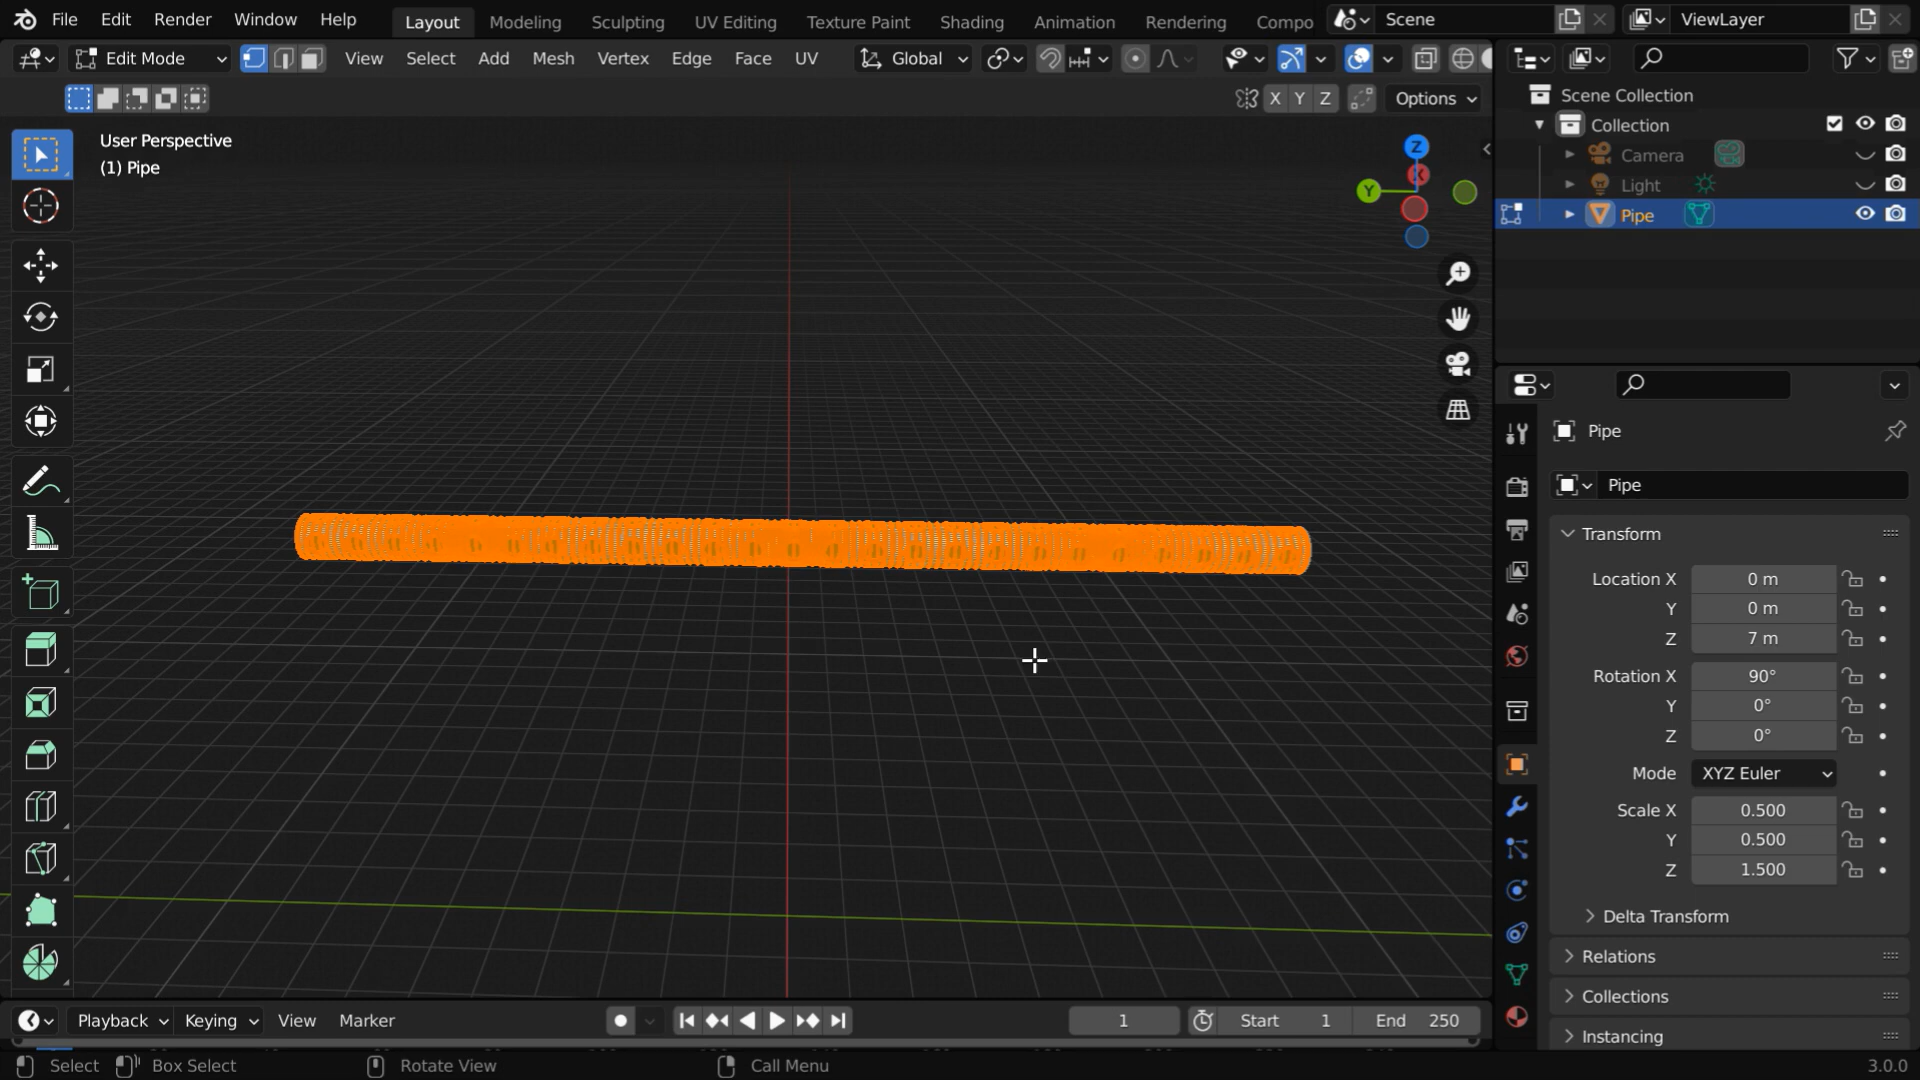 File Edit Render Window Help Layout Modeling Sculpting UV Editing Texture Paint Shading Animation Rendering Compo Scene ViewLayer
Edit Mode View Select Add Mesh Vertex Edge Face UV Global
X Y Z Options
User Perspective
(1) Pipe
Z
X
Y
Scene Collection
Collection
Camera
Light
Pipe
Pipe
Pipe
Transform
Location X 0 m
Y 0 m
Z 7 m
Rotation X 90°
Y 0°
Z 0°
Mode XYZ Euler
Scale X 0.500
Y 0.500
Z 1.500
Delta Transform
Relations
Collections
Instancing
Playback Keying View Marker 1 Start 1 End 250
Select Box Select Rotate View Call Menu 3.0.0